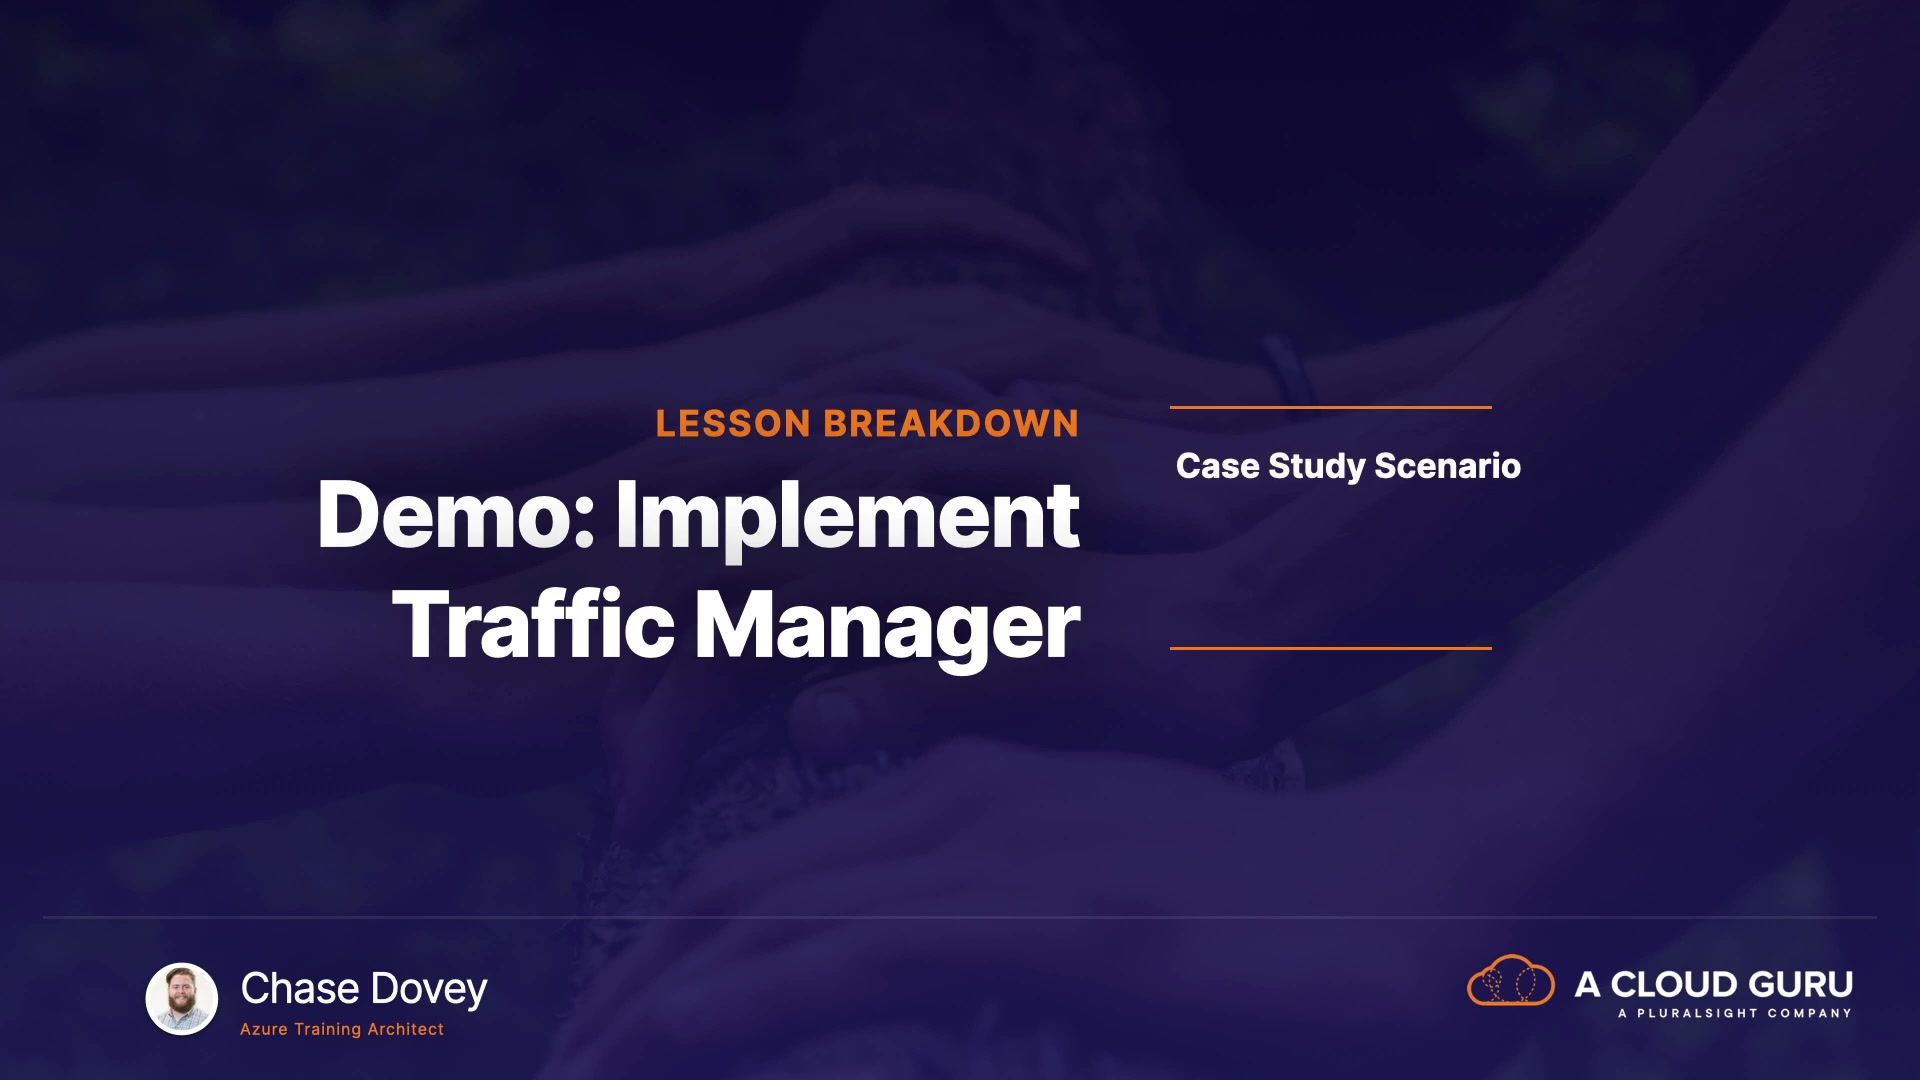 LESSON BREAKDOWN
Demo: Implement
Traffic Manager
Case Study Scenario
Chase Dovey
Azure Training Architect
A CLOUD GURU
A PLURALSIGHT COMPANY